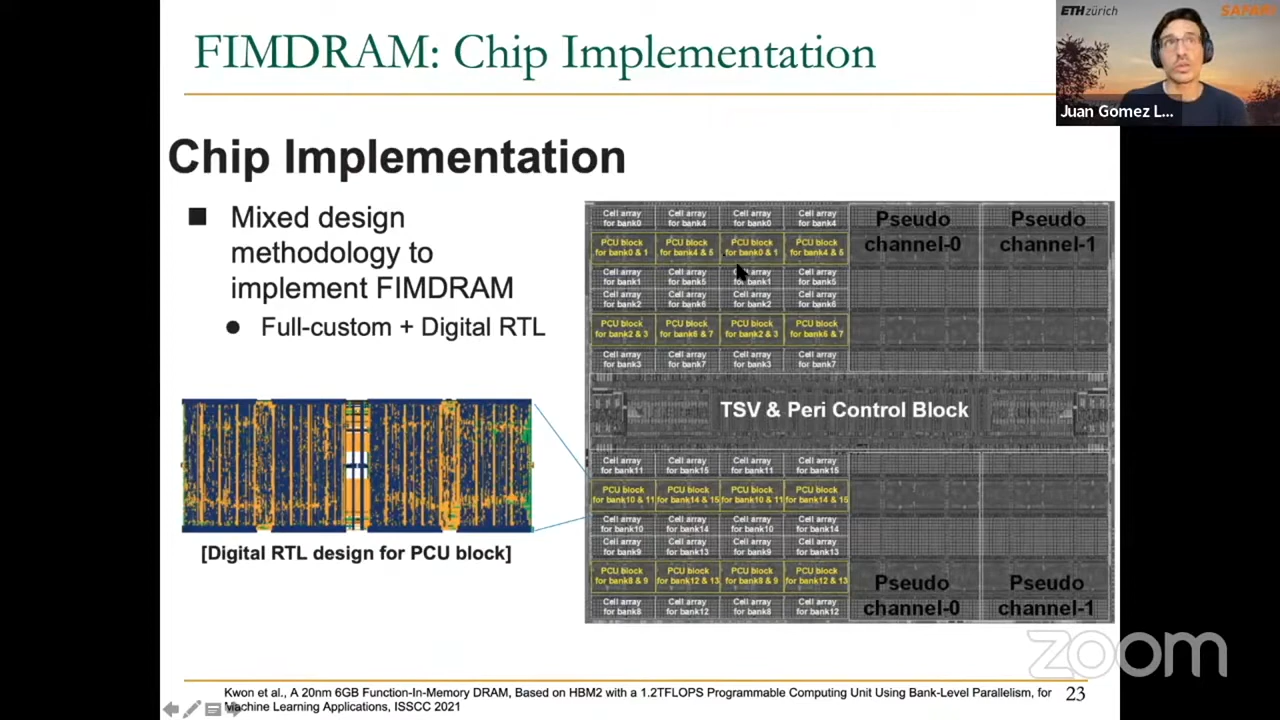 FIMDRAM: Chip Implementation
ETH zürich
SAFARI
Juan Gomez L...
Chip Implementation
■ Mixed design
methodology to
implement FIMDRAM
● Full-custom + Digital RTL
[Digital RTL design for PCU block]
Cell array for bank0 Cell array for bank4 Cell array for bank0 Cell array for bank4
PCU block for bank0 & 1 PCU block for bank4 & 5 PCU block for bank0 & 1 PCU block for bank4 & 5
Cell array for bank1 Cell array for bank5 Cell array for bank1 Cell array for bank5
Cell array for bank2 Cell array for bank6 Cell array for bank2 Cell array for bank6
PCU block for bank2 & 3 PCU block for bank6 & 7 PCU block for bank2 & 3 PCU block for bank6 & 7
Cell array for bank3 Cell array for bank7 Cell array for bank3 Cell array for bank7
Pseudo channel-0 Pseudo channel-1
TSV & Peri Control Block
Cell array for bank11 Cell array for bank15 Cell array for bank11 Cell array for bank15
PCU block for bank10 & 11 PCU block for bank14 & 15 PCU block for bank10 & 11 PCU block for bank14 & 15
Cell array for bank10 Cell array for bank14 Cell array for bank10 Cell array for bank14
Cell array for bank9 Cell array for bank13 Cell array for bank9 Cell array for bank13
PCU block for bank8 & 9 PCU block for bank12 & 13 PCU block for bank8 & 9 PCU block for bank12 & 13
Cell array for bank8 Cell array for bank12 Cell array for bank8 Cell array for bank12
Pseudo channel-0 Pseudo channel-1
zoom
Kwon et al., A 20nm 6GB Function-In-Memory DRAM, Based on HBM2 with a 1.2TFLOPS Programmable Computing Unit Using Bank-Level Parallelism, for
Machine Learning Applications, ISSCC 2021
23